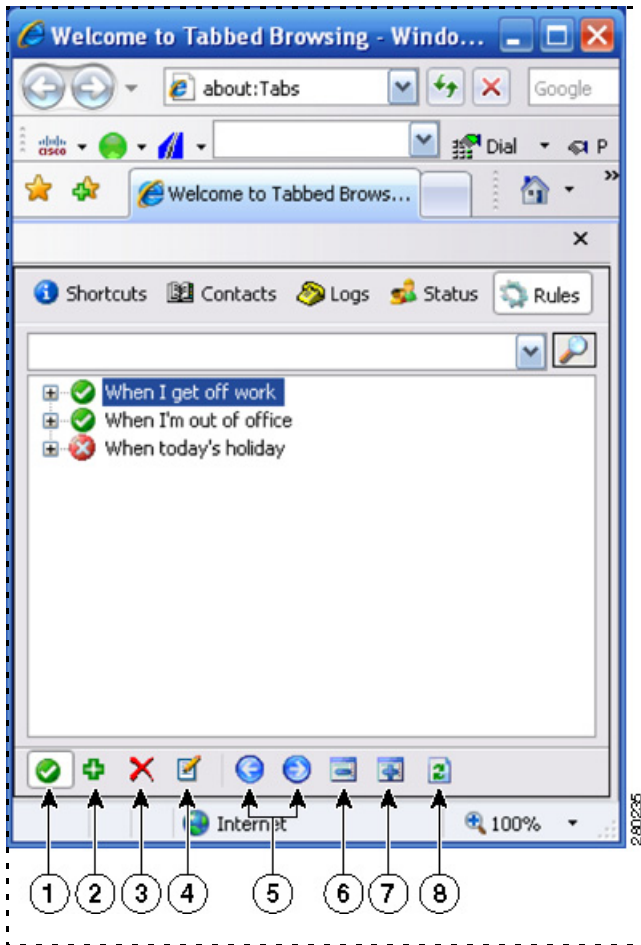 Welcome to Tabbed Browsing - Windo...
about:Tabs
Google
cisco
Dial
P
Welcome to Tabbed Brows...
»
Shortcuts Contacts Logs Status Rules
When I get off work
When I'm out of office
When today's holiday
Internet 100%
280235
1 2 3 4 5 6 7 8